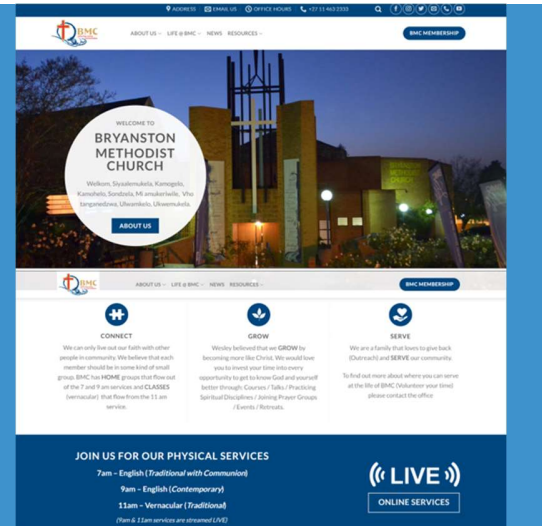 ADDRESS EMAIL US OFFICE HOURS +27 11 463 2333
BMC ABOUT US LIFE @ BMC NEWS RESOURCES BMC MEMBERSHIP
WELCOME TO
BRYANSTON
METHODIST
CHURCH
Welkom, Siyalemukela, Kamogelo,
Kamohelo, Sondzela, Mi amukeriwile, Vho
tanganedzwa, Ulwamkelo, Ukwemukela.
ABOUT US
BMC ABOUT US LIFE @ BMC NEWS RESOURCES BMC MEMBERSHIP
CONNECT
We can only live out our faith with other
people in community. We believe that each
member should be in some kind of small
group. BMC has HOME groups that flow out
of the 7 and 9 am services and CLASSES
(vernacular) that flow from the 11 am
service.
GROW
Wesley believed that we GROW by
becoming more like Christ. We would love
you to invest your time into every
opportunity to get to know God and yourself
better through: Courses / Talks / Practicing
Spiritual Disciplines / Joining Prayer Groups
/ Events / Retreats.
SERVE
We are a family that loves to give back
(Outreach) and SERVE our community.
To find out more about where you can serve
at the life of BMC (Volunteer your time)
please contact the office
JOIN US FOR OUR PHYSICAL SERVICES
7am – English (Traditional with Communion)
9am – English (Contemporary)
11am – Vernacular (Traditional)
(9am & 11am services are streamed LIVE)
LIVE
ONLINE SERVICES